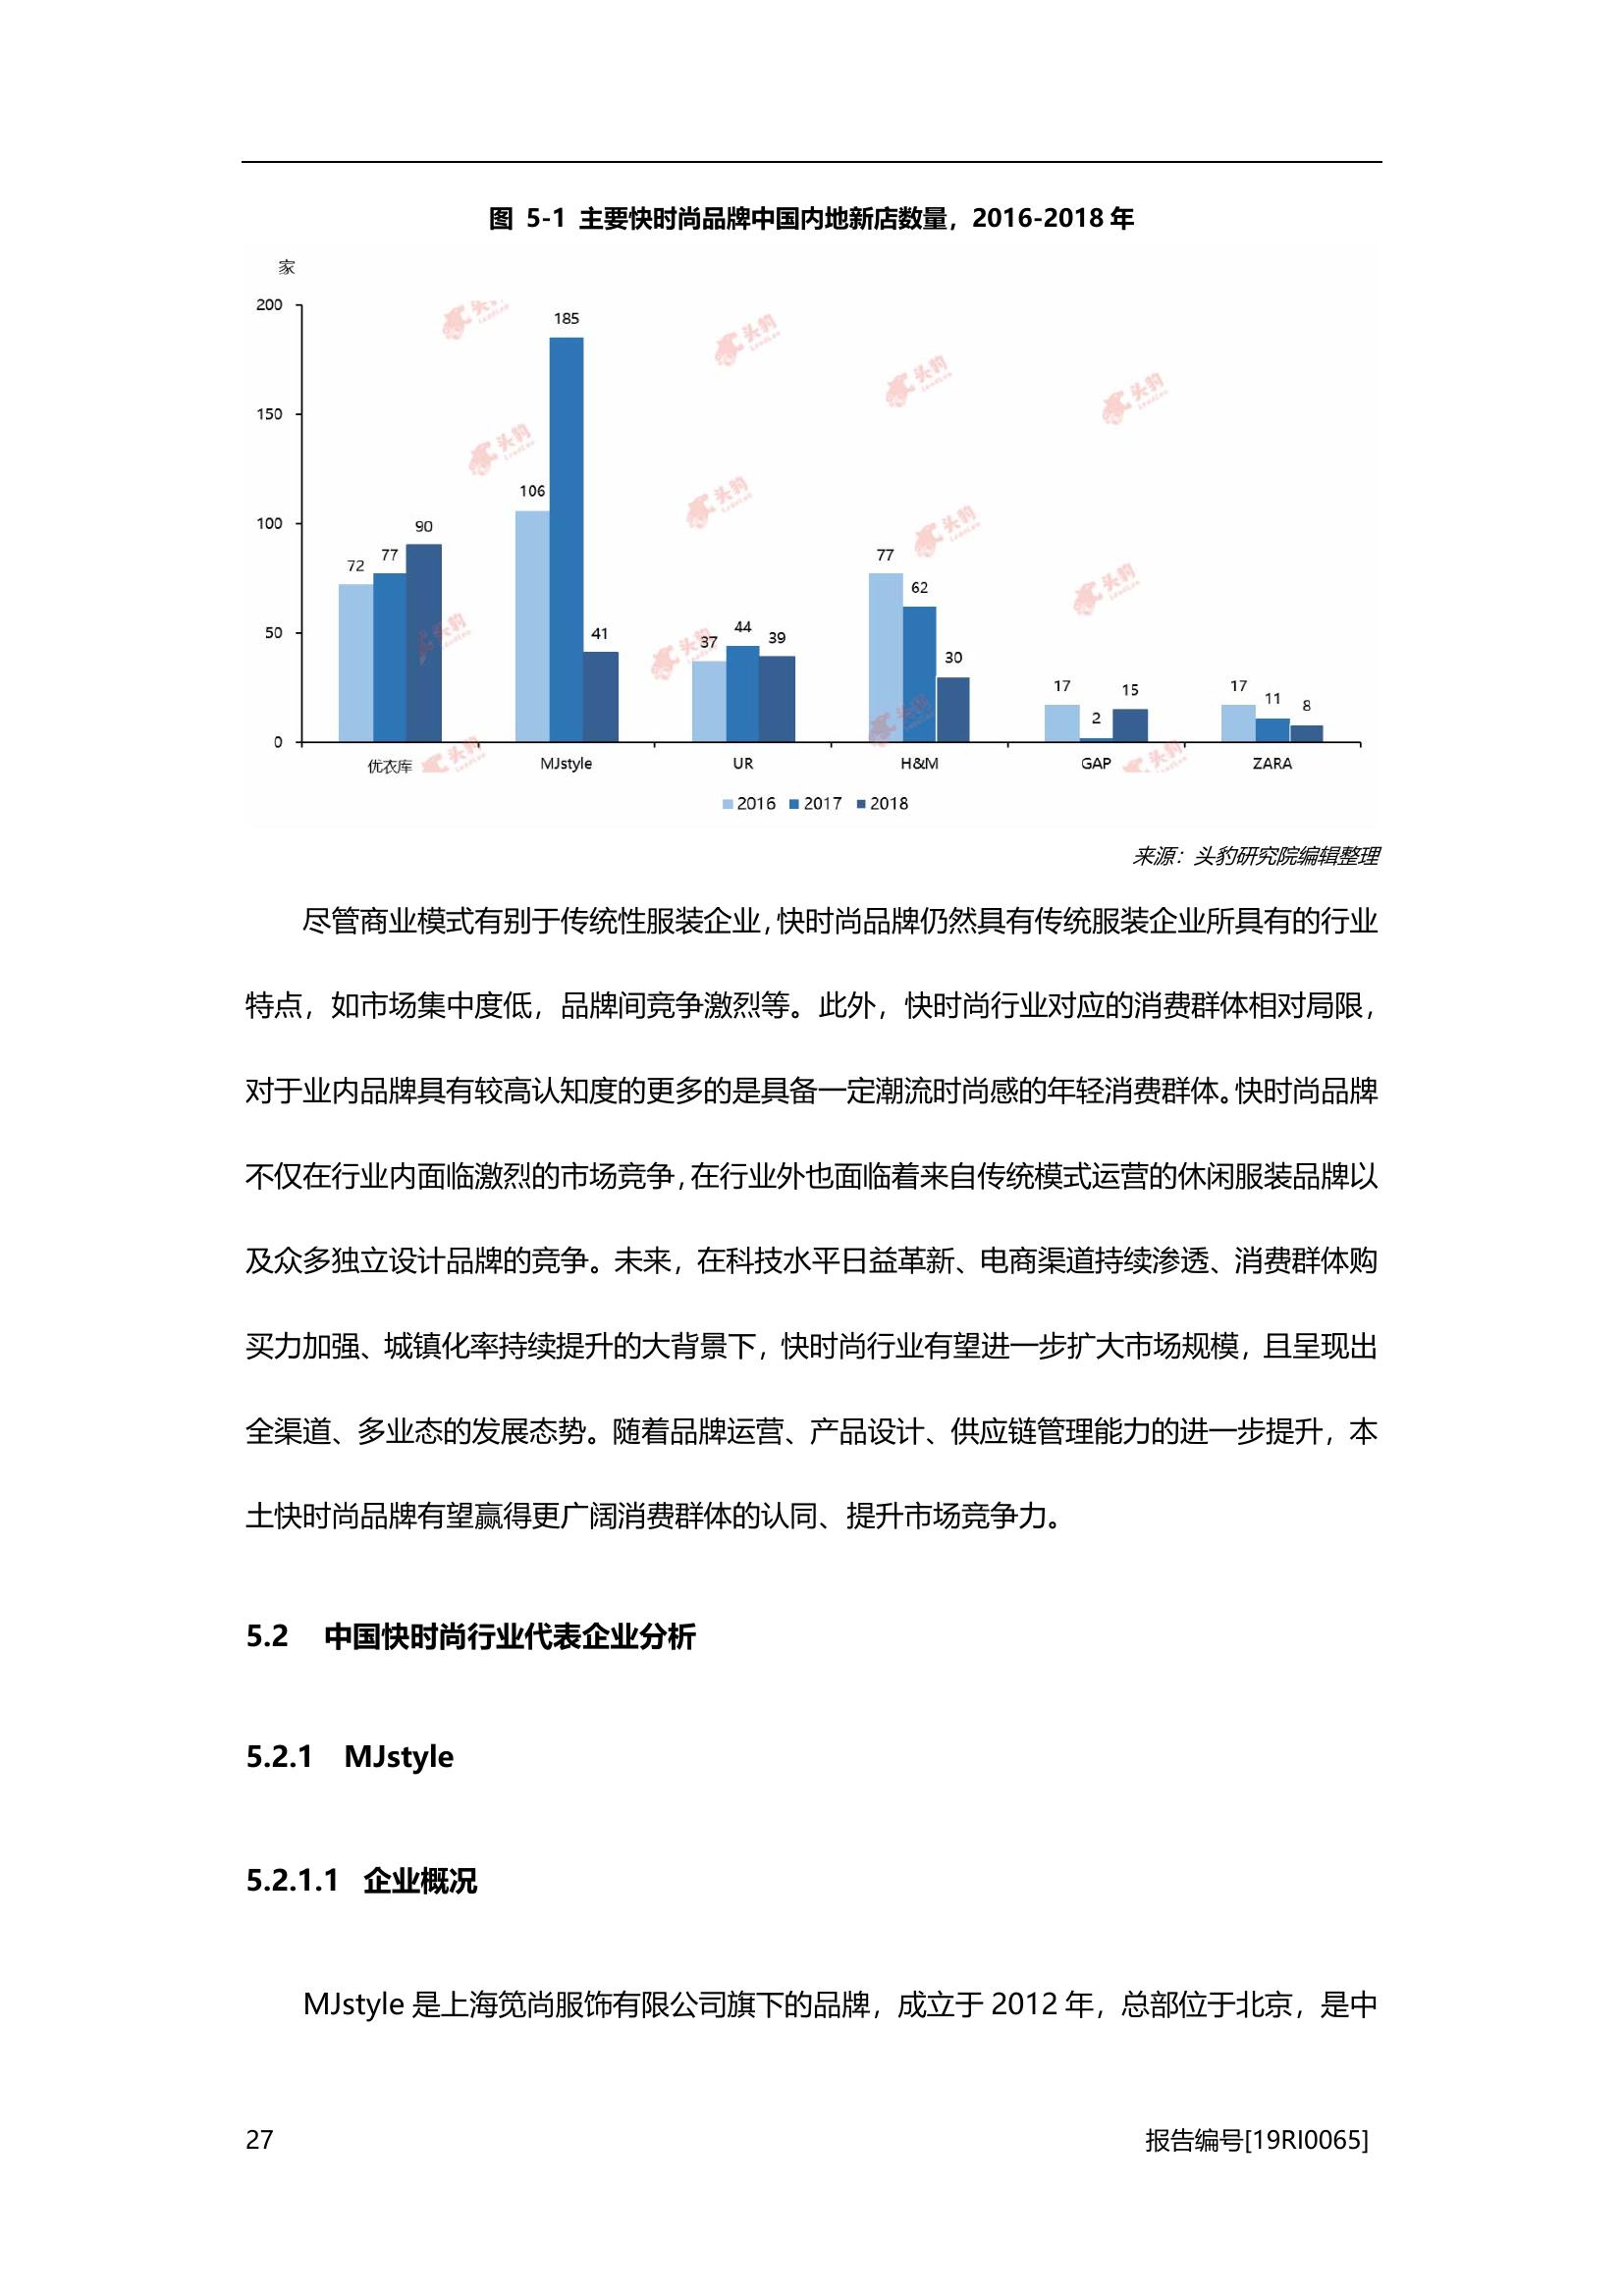 图 5-1 主要快时尚品牌中国内地新店数量，2016-2018 年
家
200
150
100
50
0
72
77
90
106
185
41
37
44
39
77
62
30
17
2
15
17
11
8
优衣库
MJstyle
UR
H&M
GAP
ZARA
2016 2017 2018
头豹
LeadLeo
来源：头豹研究院编辑整理
尽管商业模式有别于传统性服装企业，快时尚品牌仍然具有传统服装企业所具有的行业
特点，如市场集中度低，品牌间竞争激烈等。此外，快时尚行业对应的消费群体相对局限，
对于业内品牌具有较高认知度的更多的是具备一定潮流时尚感的年轻消费群体。快时尚品牌
不仅在行业内面临激烈的市场竞争，在行业外也面临着来自传统模式运营的休闲服装品牌以
及众多独立设计品牌的竞争。未来，在科技水平日益革新、电商渠道持续渗透、消费群体购
买力加强、城镇化率持续提升的大背景下，快时尚行业有望进一步扩大市场规模，且呈现出
全渠道、多业态的发展态势。随着品牌运营、产品设计、供应链管理能力的进一步提升，本
土快时尚品牌有望赢得更广阔消费群体的认同、提升市场竞争力。
5.2 中国快时尚行业代表企业分析
5.2.1 MJstyle
5.2.1.1 企业概况
MJstyle 是上海笕尚服饰有限公司旗下的品牌，成立于 2012 年，总部位于北京，是中
27
报告编号[19RI0065]